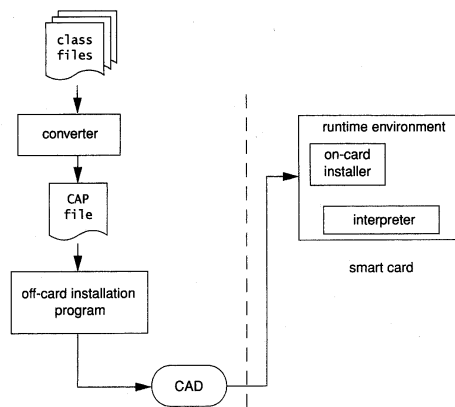 class
files
converter
CAP
file
off-card installation
program
CAD
runtime environment
on-card
installer
interpreter
smart card